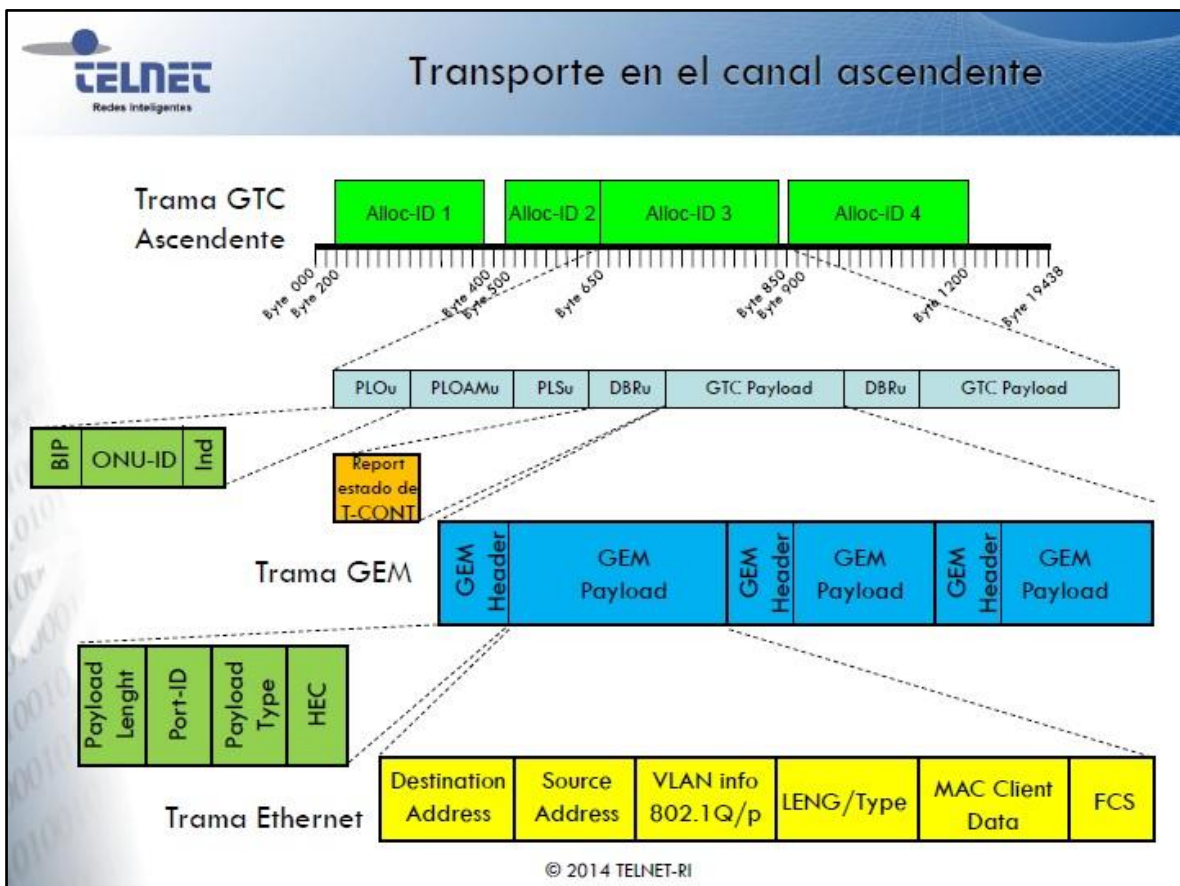 TELNET
Redes Inteligentes
Transporte en el canal ascendente
Trama GTC
Ascendente
Alloc-ID 1
Alloc-ID 2
Alloc-ID 3
Alloc-ID 4
Byte 000
Byte 200
Byte 400
Byte 500
Byte 650
Byte 850
Byte 900
Byte 1200
Byte 19438
PLOu
PLOAMu
PLSu
DBRu
GTC Payload
DBRu
GTC Payload
BIP
ONU-ID
Ind
Report
estado de
T-CONT
Trama GEM
GEM
Header
GEM
Payload
GEM
Header
GEM
Payload
GEM
Header
GEM
Payload
Payload
Lenght
Port-ID
Payload
Type
HEC
Trama Ethernet
Destination
Address
Source
Address
VLAN info
802.1Q/p
LENG/Type
MAC Client
Data
FCS
© 2014 TELNET-RI